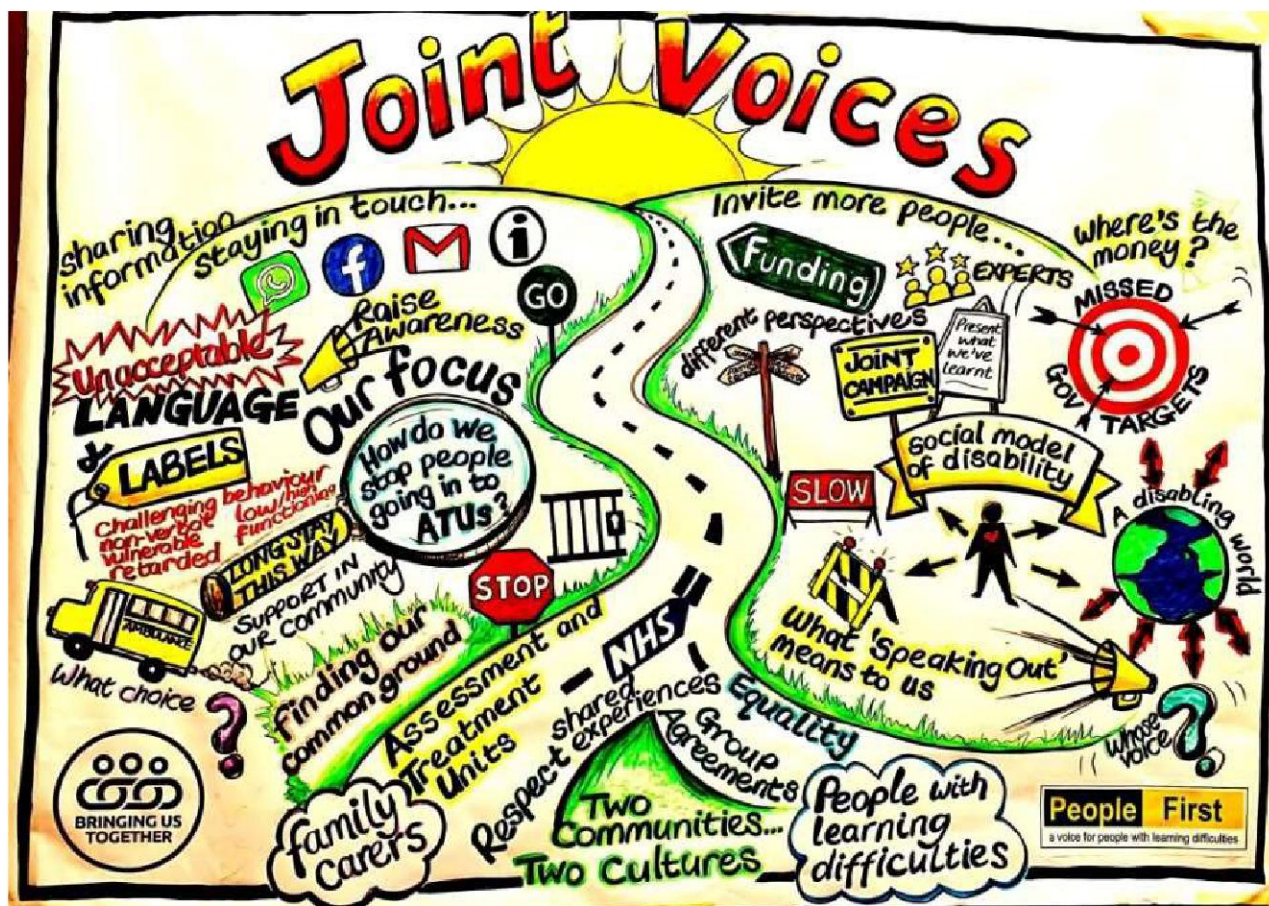 Joint Voices
Sharing
information
staying in touch...
Invite more people...
Where's the
money?
Funding
EXPERTS
GO
Raise
Awareness
Unacceptable
LANGUAGE
&
LABELS
Challenging behaviour
non-verbal
low/high
functioning
vulnerable
retarded
Our focus
How do we
stop people
going in to
ATUs?
different perspectives
JOINT
CAMPAIGN
Present
what
we've
learnt
MISSED
GOV
TARGETS
social model
of disability
SLOW
A disabling world
LONG STAY
THIS WAY
SUPPORT IN
OUR COMMUNITY
STOP
AMBULANCE
What choice
?
Finding our
common ground
Assessment and
Treatment
Units
NHS
What 'Speaking Out'
means to us
Whose
voice
?
Respect
shared
experiences
Group
Agreements
Equality
Two
Communities...
Two Cultures
family
carers
People with
learning
difficulties
BRINGING US
TOGETHER
People First
a voice for people with learning difficulties